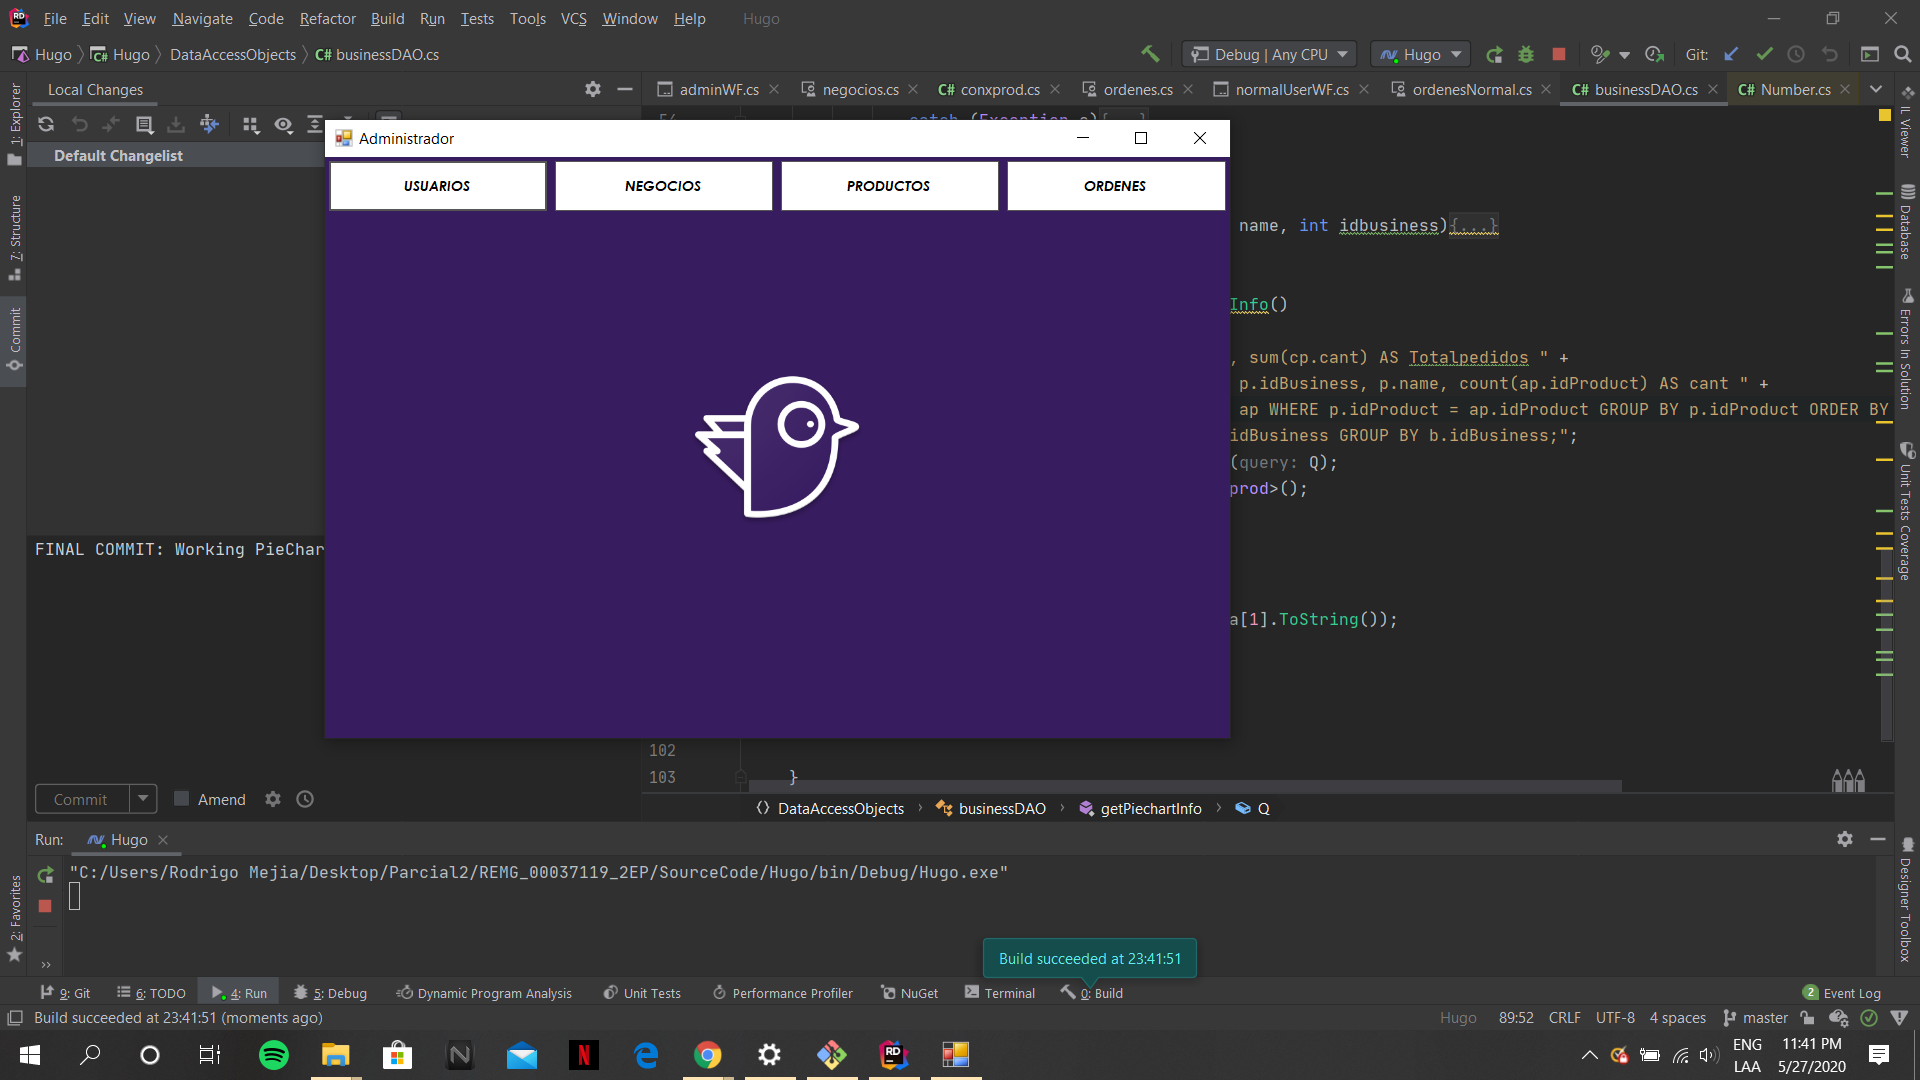 File Edit View Navigate Code Refactor Build Run Tests Tools VCS Window Help Hugo
Hugo Hugo DataAccessObjects C# businessDAO.cs Debug | Any CPU Hugo Git:
Local Changes
adminWF.cs negocios.cs C# conxprod.cs ordenes.cs normalUserWF.cs ordenesNormal.cs C# businessDAO.cs C# Number.cs
1: Explorer
7: Structure
Commit
2: Favorites
Default Changelist
FINAL COMMIT: Working PieChar
Commit Amend
Administrador
USUARIOS NEGOCIOS PRODUCTOS ORDENES
name, int idbusiness){...}
Info()
, sum(cp.cant) AS Totalpedidos " +
p.idBusiness, p.name, count(ap.idProduct) AS cant " +
ap WHERE p.idProduct = ap.idProduct GROUP BY p.idProduct ORDER BY
idBusiness GROUP BY b.idBusiness;";
(query: Q);
prod>();
a[1].ToString());
102
103 }
DataAccessObjects businessDAO getPiechartInfo Q
IL Viewer
Database
Errors In Solution
Unit Tests Coverage
Designer Toolbox
Run: Hugo
"C:/Users/Rodrigo Mejia/Desktop/Parcial2/REMG_00037119_2EP/SourceCode/Hugo/bin/Debug/Hugo.exe"
Build succeeded at 23:41:51
9: Git 6: TODO 4: Run 5: Debug Dynamic Program Analysis Unit Tests Performance Profiler NuGet Terminal 0: Build 2 Event Log
Build succeeded at 23:41:51 (moments ago) Hugo 89:52 CRLF UTF-8 4 spaces master
ENG 11:41 PM
LAA 5/27/2020